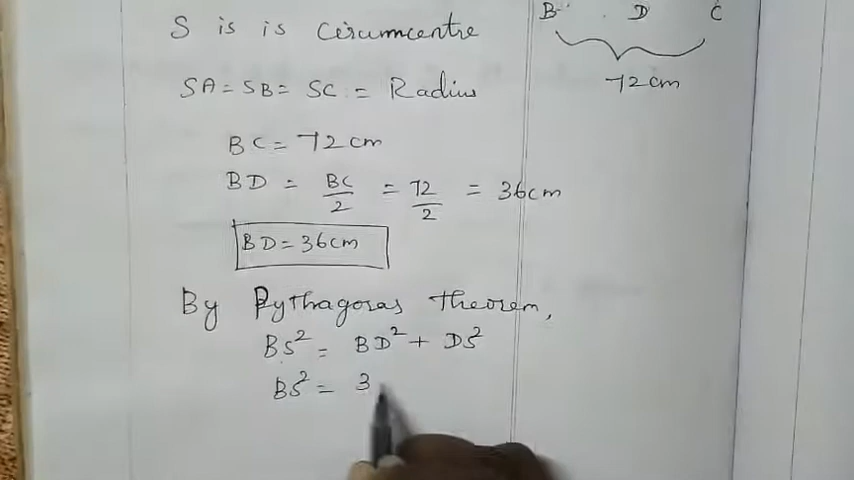 S is is cirumcentre
SA = SB = SC = Radius
BC = 72 cm
BD = BC/2 = 72/2 = 36cm
BD = 36cm
By Pythagoras theorem,
BS² = BD² + DS²
BS² = 3
B D C
72 cm